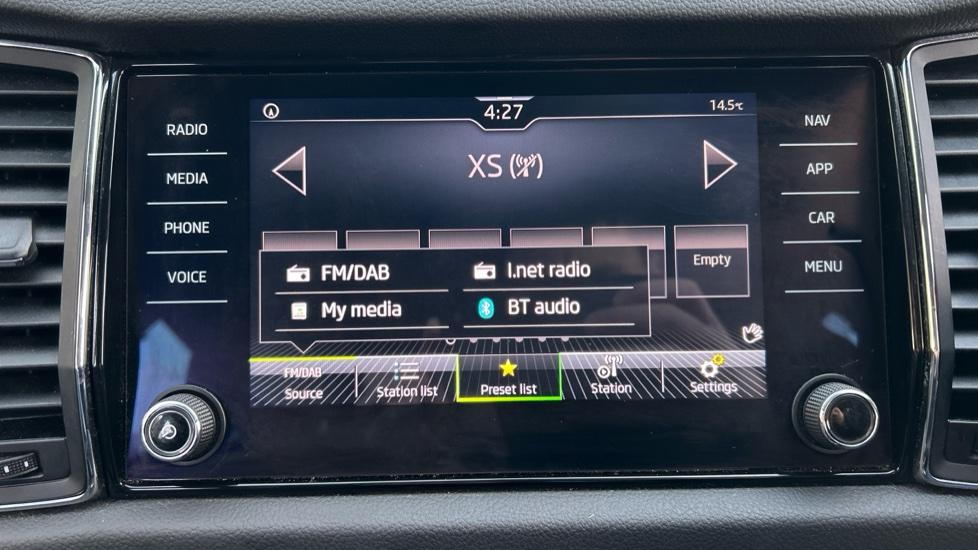 RADIO
MEDIA
PHONE
VOICE
4:27
14.5°C
XS
Empty
FM/DAB
I.net radio
My media
BT audio
FM/DAB
Source
Station list
Preset list
Station
Settings
NAV
APP
CAR
MENU